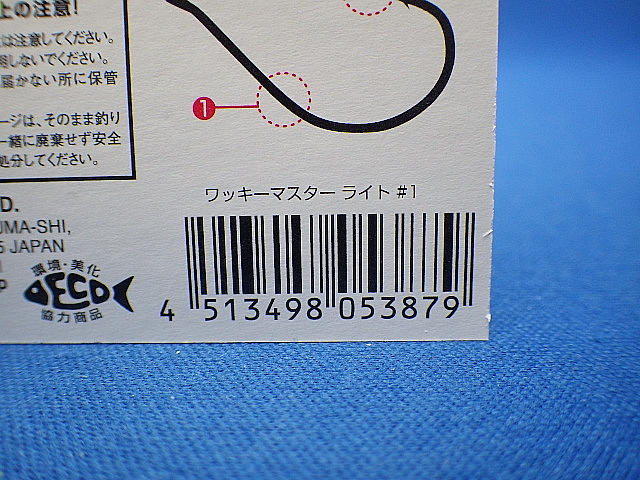 上の注意!
は注意してください。
しないでください。
届かない所に保管
ージは、そのまま釣り
一緒に廃棄せず安全
処分してください。
1
D.
UMA-SHI,
5 JAPAN
環境・美化
DECO
協力商品
ワッキーマスター ライト #1
4 513498 053879